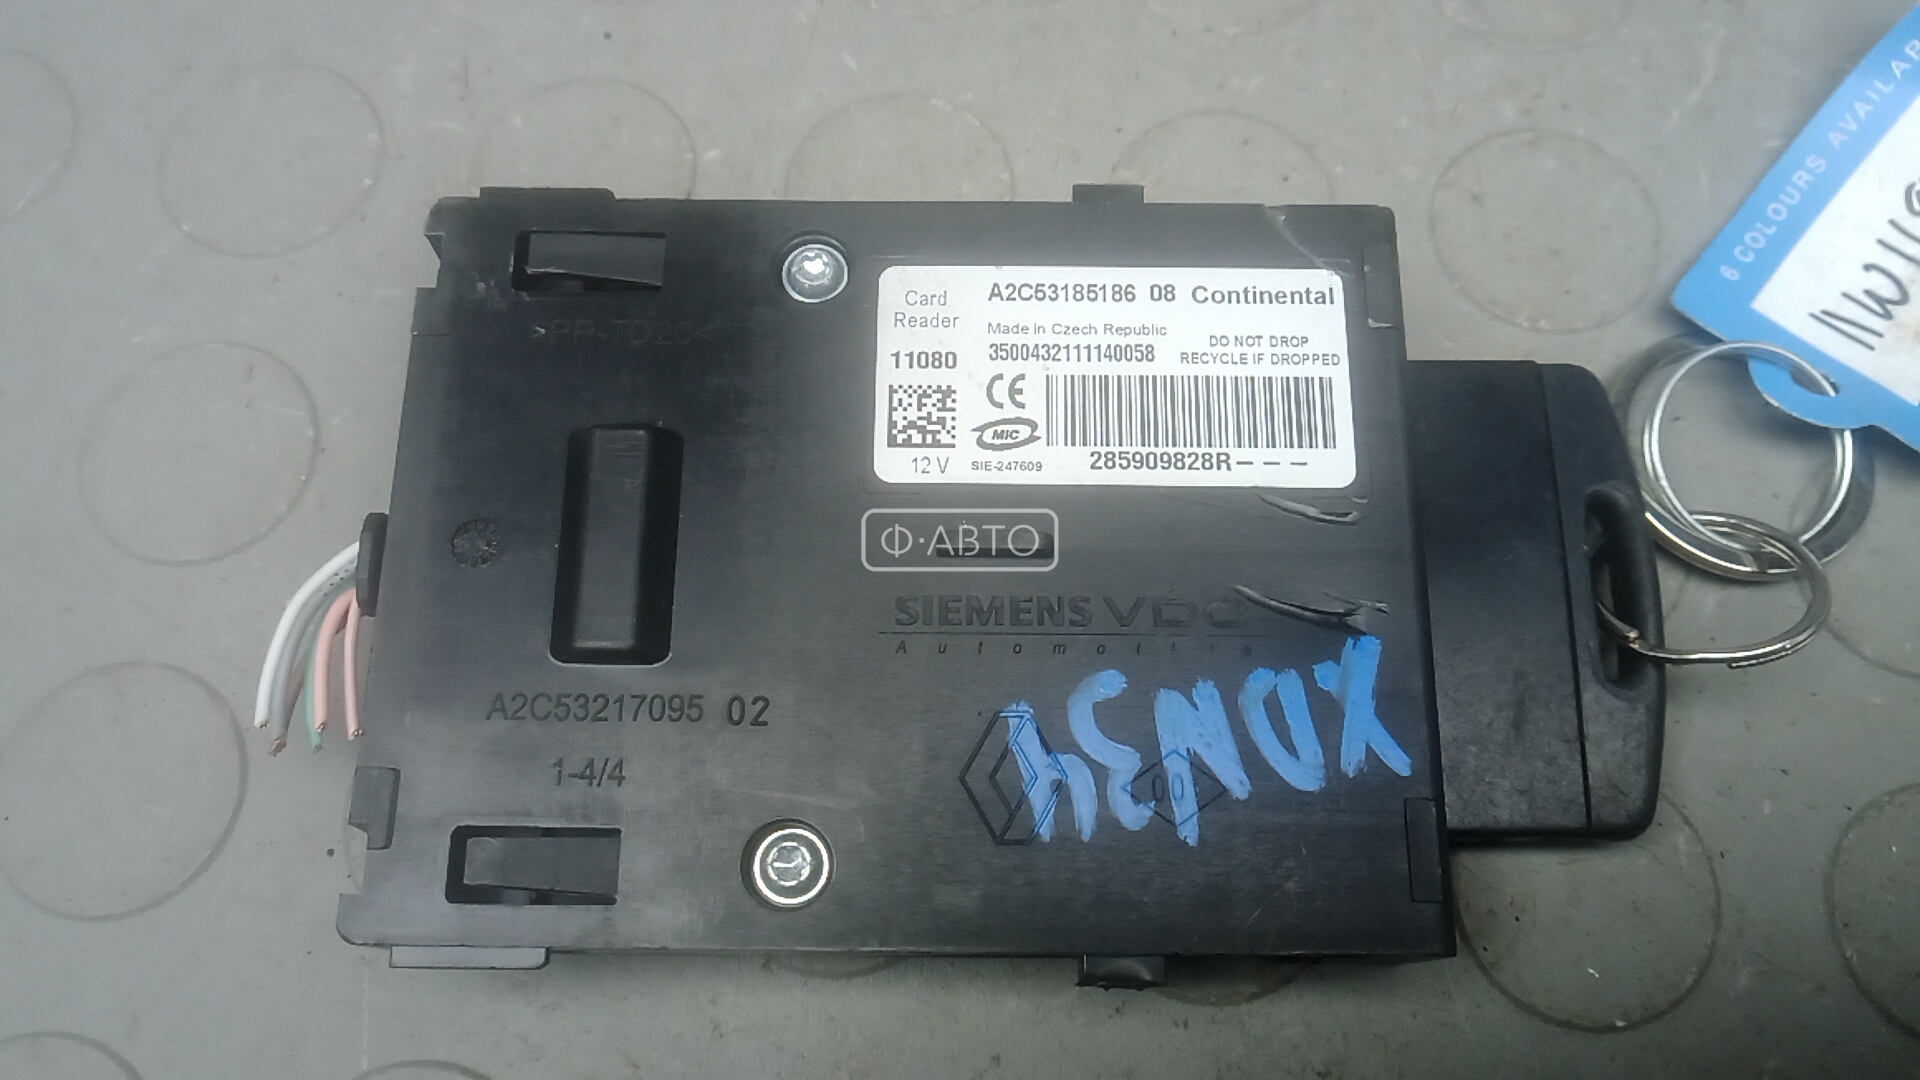 >PP-TD20<
Card
Reader
A2C53185186 08 Continental
Made in Czech Republic
11080
3500432111140058
DO NOT DROP
RECYCLE IF DROPPED
CE
MIC
12 V
SIE-247609
285909828R---
Ф·АВТО
SIEMENS VDO
Automotive
A2C53217095 02
1-4/4
00
6 COLOURS AVAILAB